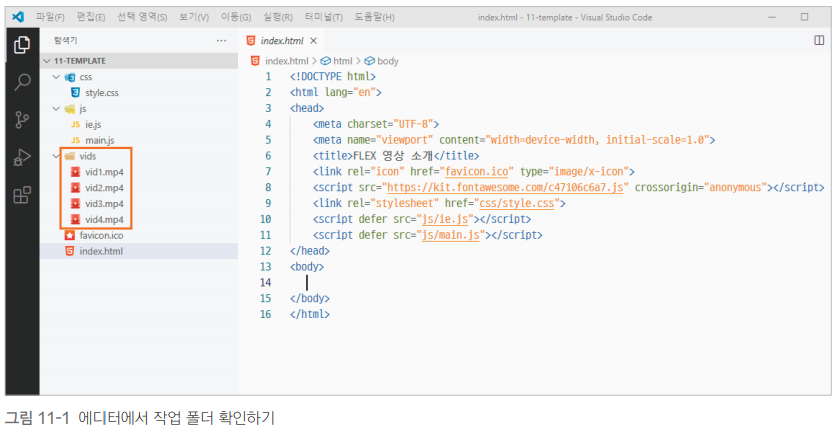 파일(F) 편집(E) 선택 영역(S) 보기(V) 이동(G) 실행(R) 터미널(T) 도움말(H) index.html - 11-template - Visual Studio Code
탐색기 ··· index.html ×
11-TEMPLATE
css
style.css
js
ie.js
main.js
vids
vid1.mp4
vid2.mp4
vid3.mp4
vid4.mp4
favicon.ico
index.html
index.html > html > body
1 <!DOCTYPE html>
2 <html lang="en">
3 <head>
4 <meta charset="UTF-8">
5 <meta name="viewport" content="width=device-width, initial-scale=1.0">
6 <title>FLEX 영상 소개</title>
7 <link rel="icon" href="favicon.ico" type="image/x-icon">
8 <script src="https://kit.fontawesome.com/c47106c6a7.js" crossorigin="anonymous"></script>
9 <link rel="stylesheet" href="css/style.css">
10 <script defer src="js/ie.js"></script>
11 <script defer src="js/main.js"></script>
12 </head>
13 <body>
14
15 </body>
16 </html>
그림 11-1 에디터에서 작업 폴더 확인하기